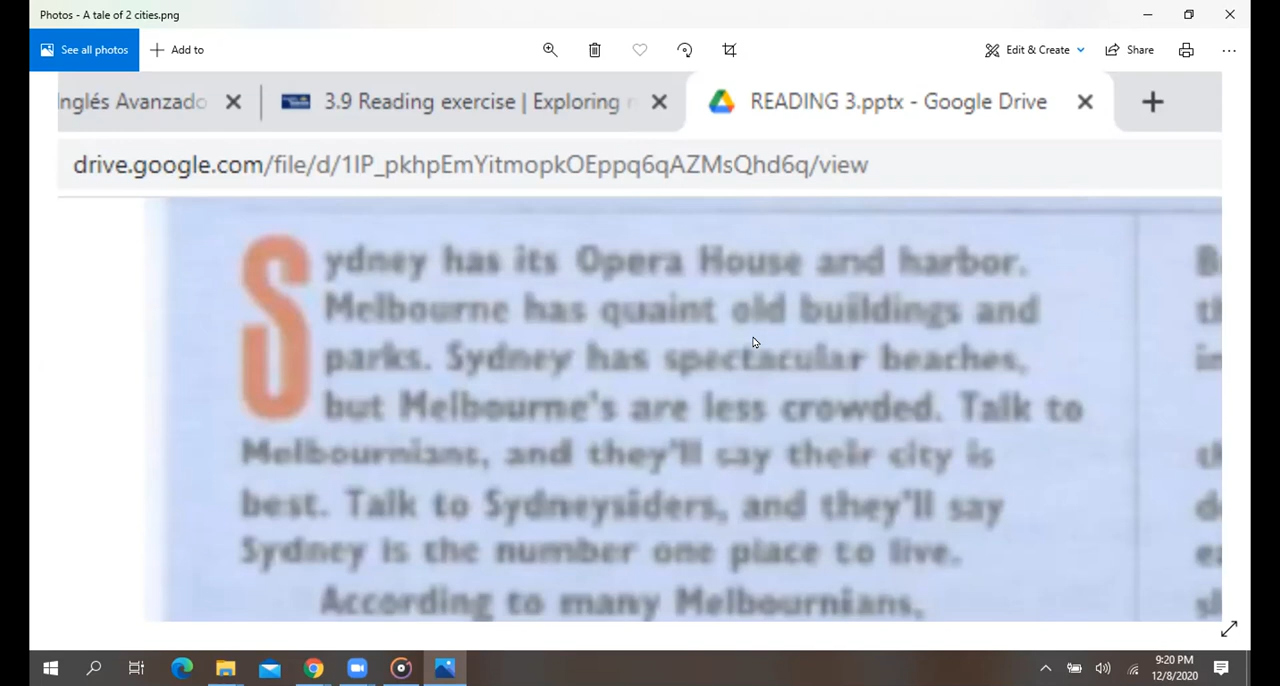 Photos - A tale of 2 cities.png
See all photos
Add to
Edit & Create
Share
Inglés Avanzado
3.9 Reading exercise | Exploring
READING 3.pptx - Google Drive
drive.google.com/file/d/1IP_pkhpEmYitmopkOEppq6qAZMsQhd6q/view
Sydney has its Opera House and harbor.
Melbourne has quaint old buildings and
parks. Sydney has spectacular beaches,
but Melbourne's are less crowded. Talk to
Melbournians, and they'll say their city is
best. Talk to Sydneysiders, and they'll say
Sydney is the number one place to live.
According to many Melbournians,
9:20 PM
12/8/2020